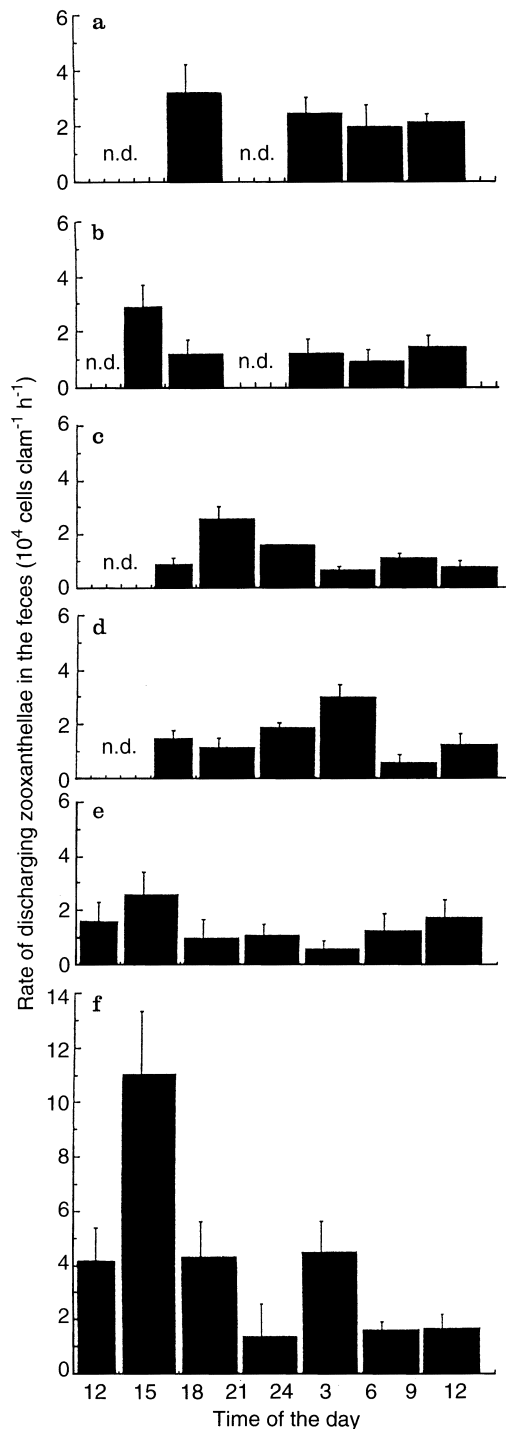 Rate of discharging zooxanthellae in the feces (10⁴ cells clam⁻¹ h⁻¹)
a
6
4
2
0
n.d.
n.d.
b
6
4
2
0
n.d.
n.d.
c
6
4
2
0
n.d.
d
6
4
2
0
n.d.
e
6
4
2
0
f
14
12
10
8
6
4
2
0
12 15 18 21 24 3 6 9 12
Time of the day